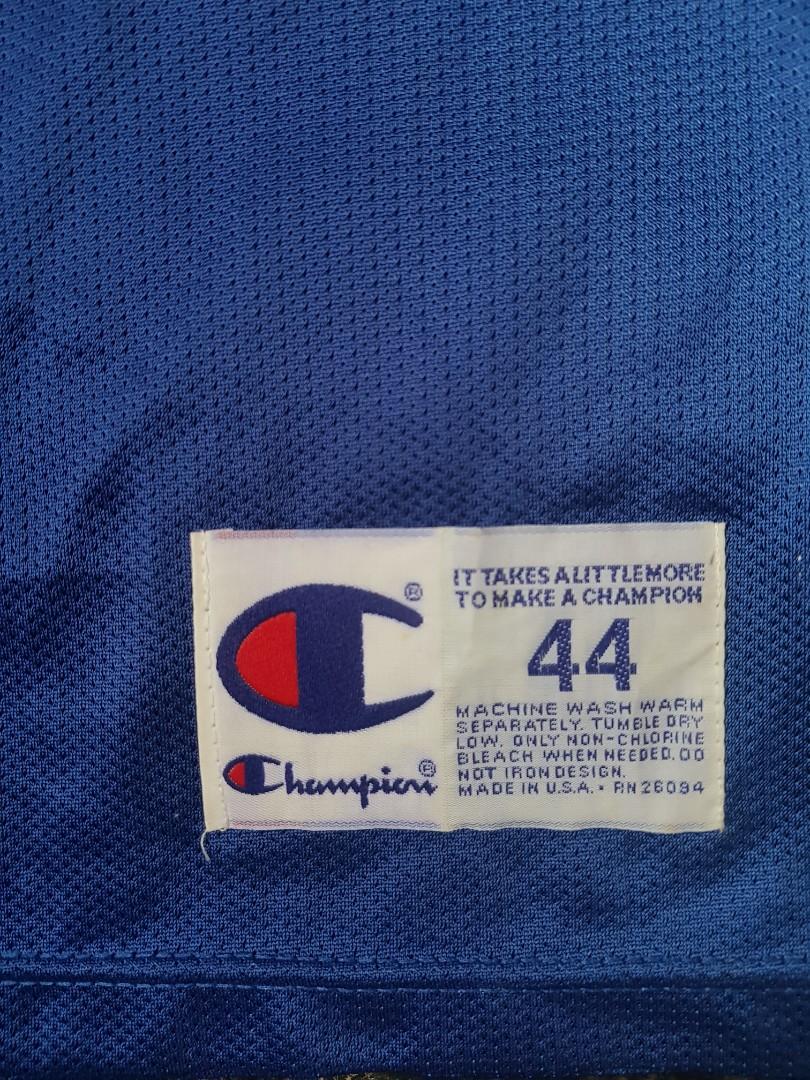 ®
Champion®
IT TAKES A LITTLE MORE
TO MAKE A CHAMPION
44
MACHINE WASH WARM
SEPARATELY. TUMBLE DRY
LOW. ONLY NON-CHLORINE
BLEACH WHEN NEEDED. DO
NOT IRON DESIGN.
MADE IN U.S.A. • RN 26094